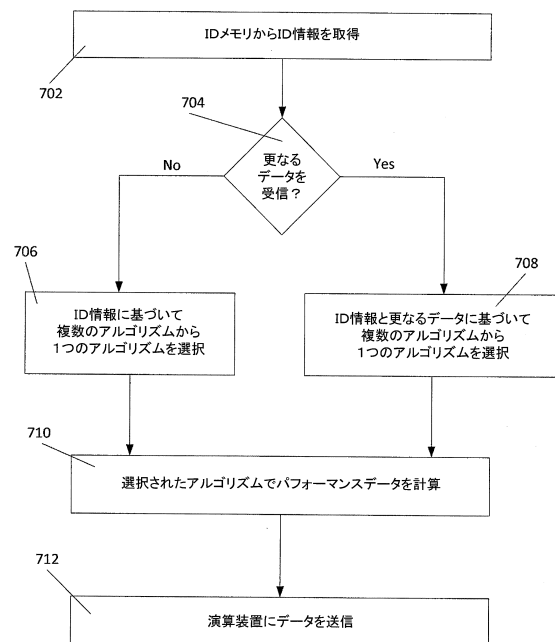 IDメモリからID情報を取得
702
704
更なる
データを
受信？
No
Yes
706
708
ID情報に基づいて
複数のアルゴリズムから
1つのアルゴリズムを選択
ID情報と更なるデータに基づいて
複数のアルゴリズムから
1つのアルゴリズムを選択
710
選択されたアルゴリズムでパフォーマンスデータを計算
712
演算装置にデータを送信